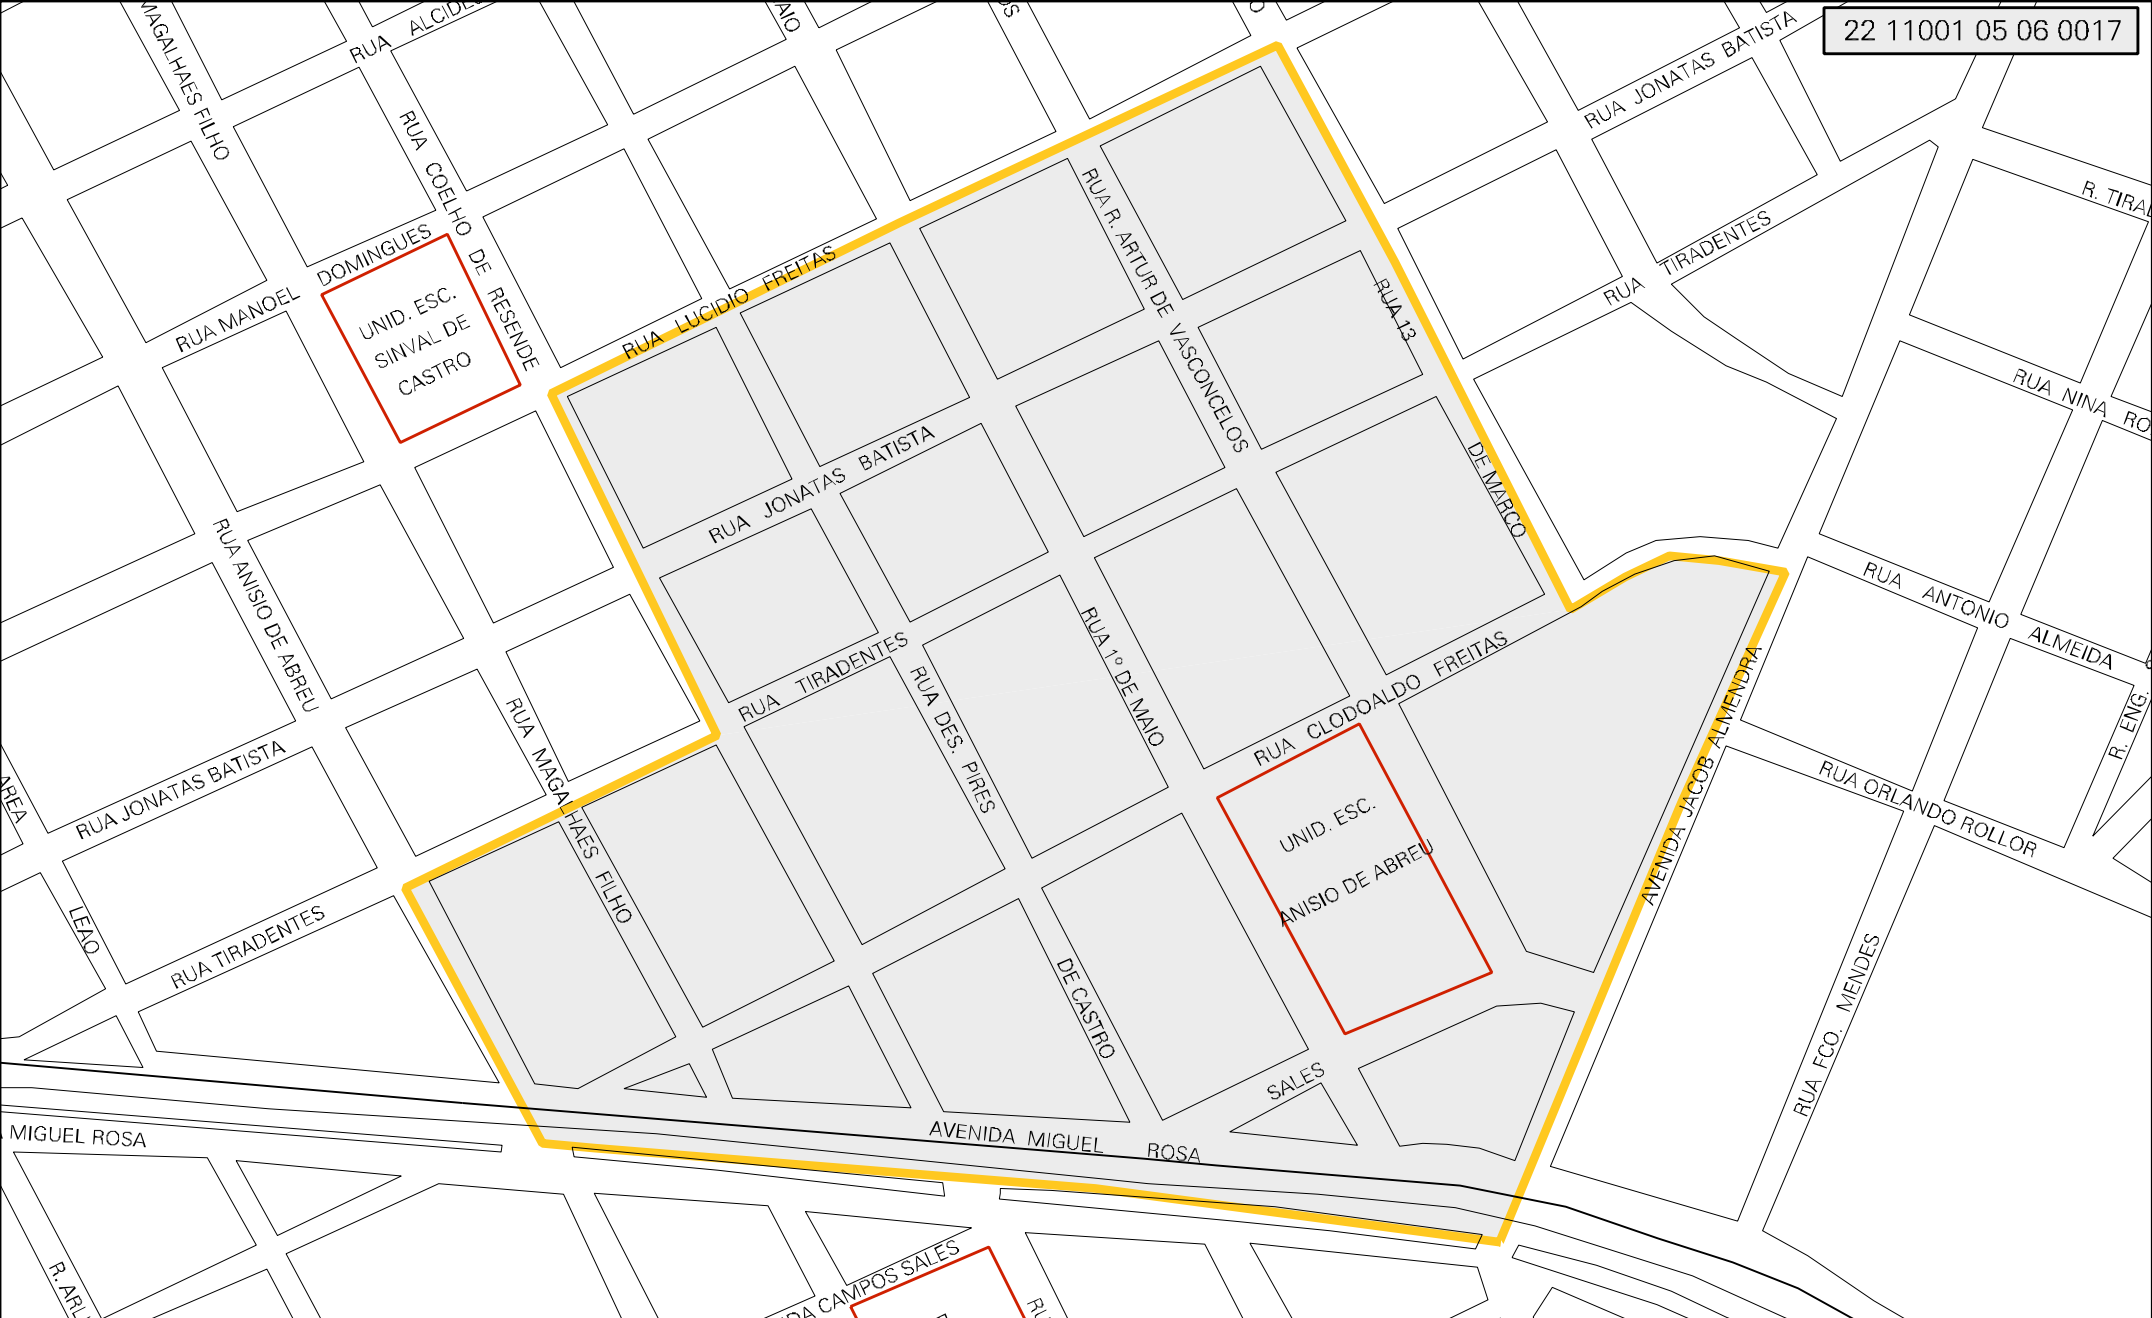 22 11001 05 06 0017
MAGALHAES FILHO
RUA
RUA JONATAS BATISTA
RUA COELHO DE RESENDE
R.
RUA MANOEL DOMINGUES
RUA TIRADENTES
UNID. ESC.
SINVAL DE
CASTRO
RUA LUCIDIO FREITAS
RUA R. ARTUR DE VASCONCELOS
RUA 13 DE MARCO
RUA NINA
RUA JONATAS BATISTA
RUA ANISIO DE ABREU
RUA ANTONIO ALMEIDA
RUA TIRADENTES
RUA DES. PIRES DE CASTRO
RUA 1º DE MAIO
RUA CLODOALDO FREITAS
AVENIDA JACOB ALMENDRA
R. ENG.
RUA MAGALHAES FILHO
RUA JONATAS BATISTA
RUA ORLANDO ROLLOR
UNID. ESC.
ANISIO DE ABREU
LEAO
RUA TIRADENTES
RUA FCO. MENDES
SALES
AVENIDA MIGUEL ROSA
MIGUEL ROSA
CAMPOS SALES
R.